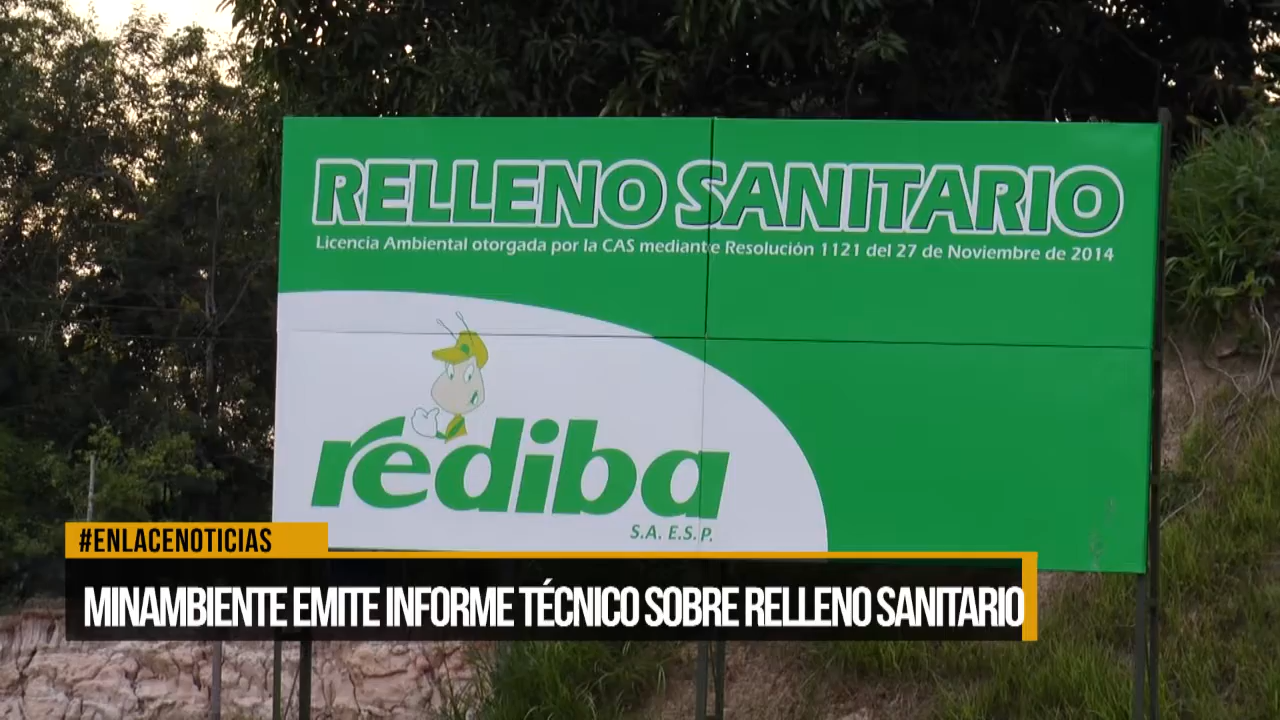 RELLENO SANITARIO
Licencia Ambiental otorgada por la CAS mediante Resolución 1121 del 27 de Noviembre de 2014
rediba
S.A. E.S.P.
#ENLACENOTICIAS
MINAMBIENTE EMITE INFORME TÉCNICO SOBRE RELLENO SANITARIO